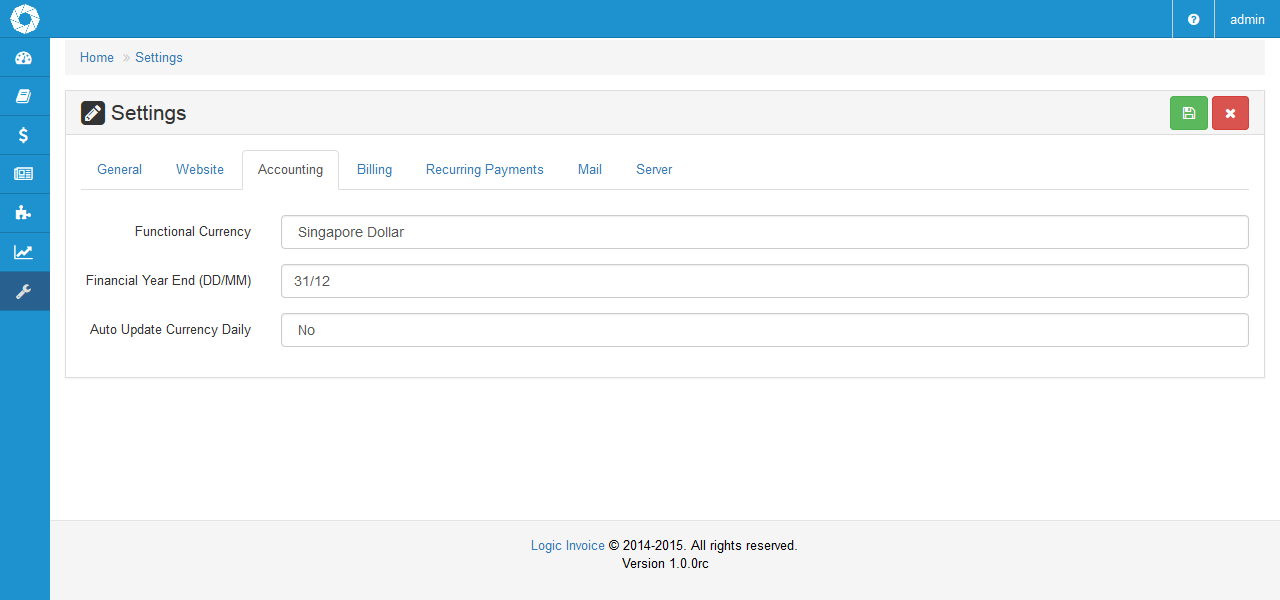 admin
Home » Settings
Settings
General Website Accounting Billing Recurring Payments Mail Server
Functional Currency Singapore Dollar
Financial Year End (DD/MM) 31/12
Auto Update Currency Daily No
Logic Invoice © 2014-2015. All rights reserved.
Version 1.0.0rc